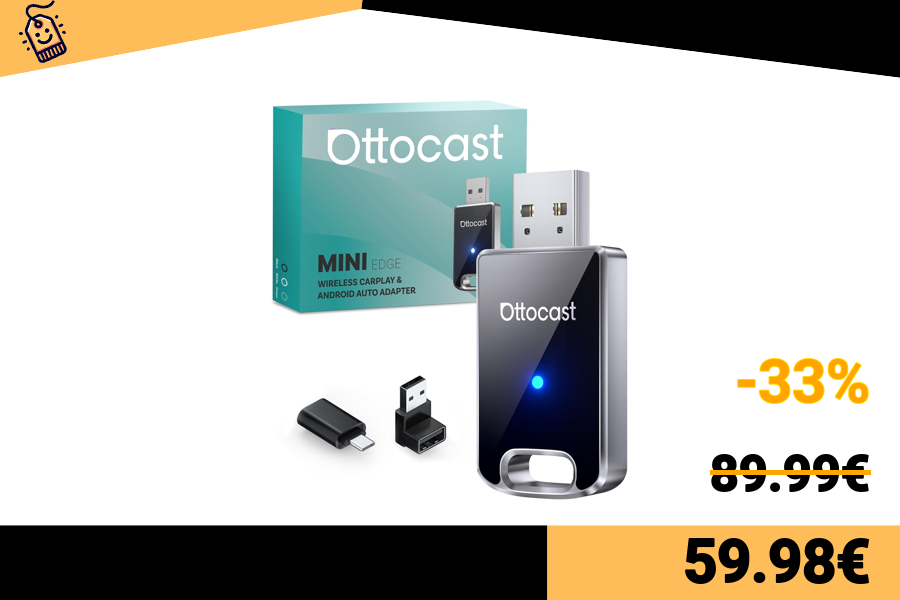 Ottocast
Ottocast
MINI EDGE
WIRELESS CARPLAY &
ANDROID AUTO ADAPTER
Ottocast
-33%
89.99€
59.98€